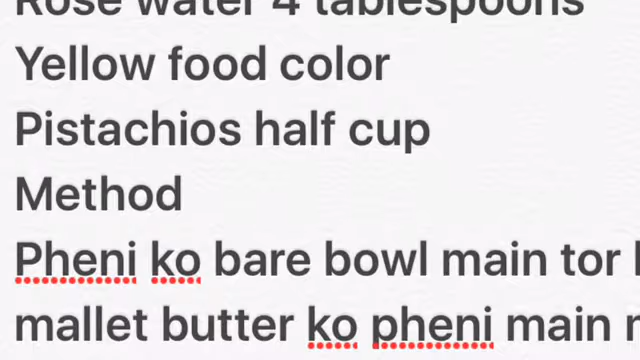 Rose water 4 tablespoons
Yellow food color
Pistachios half cup
Method
Pheni ko bare bowl main tor
mallet butter ko pheni main